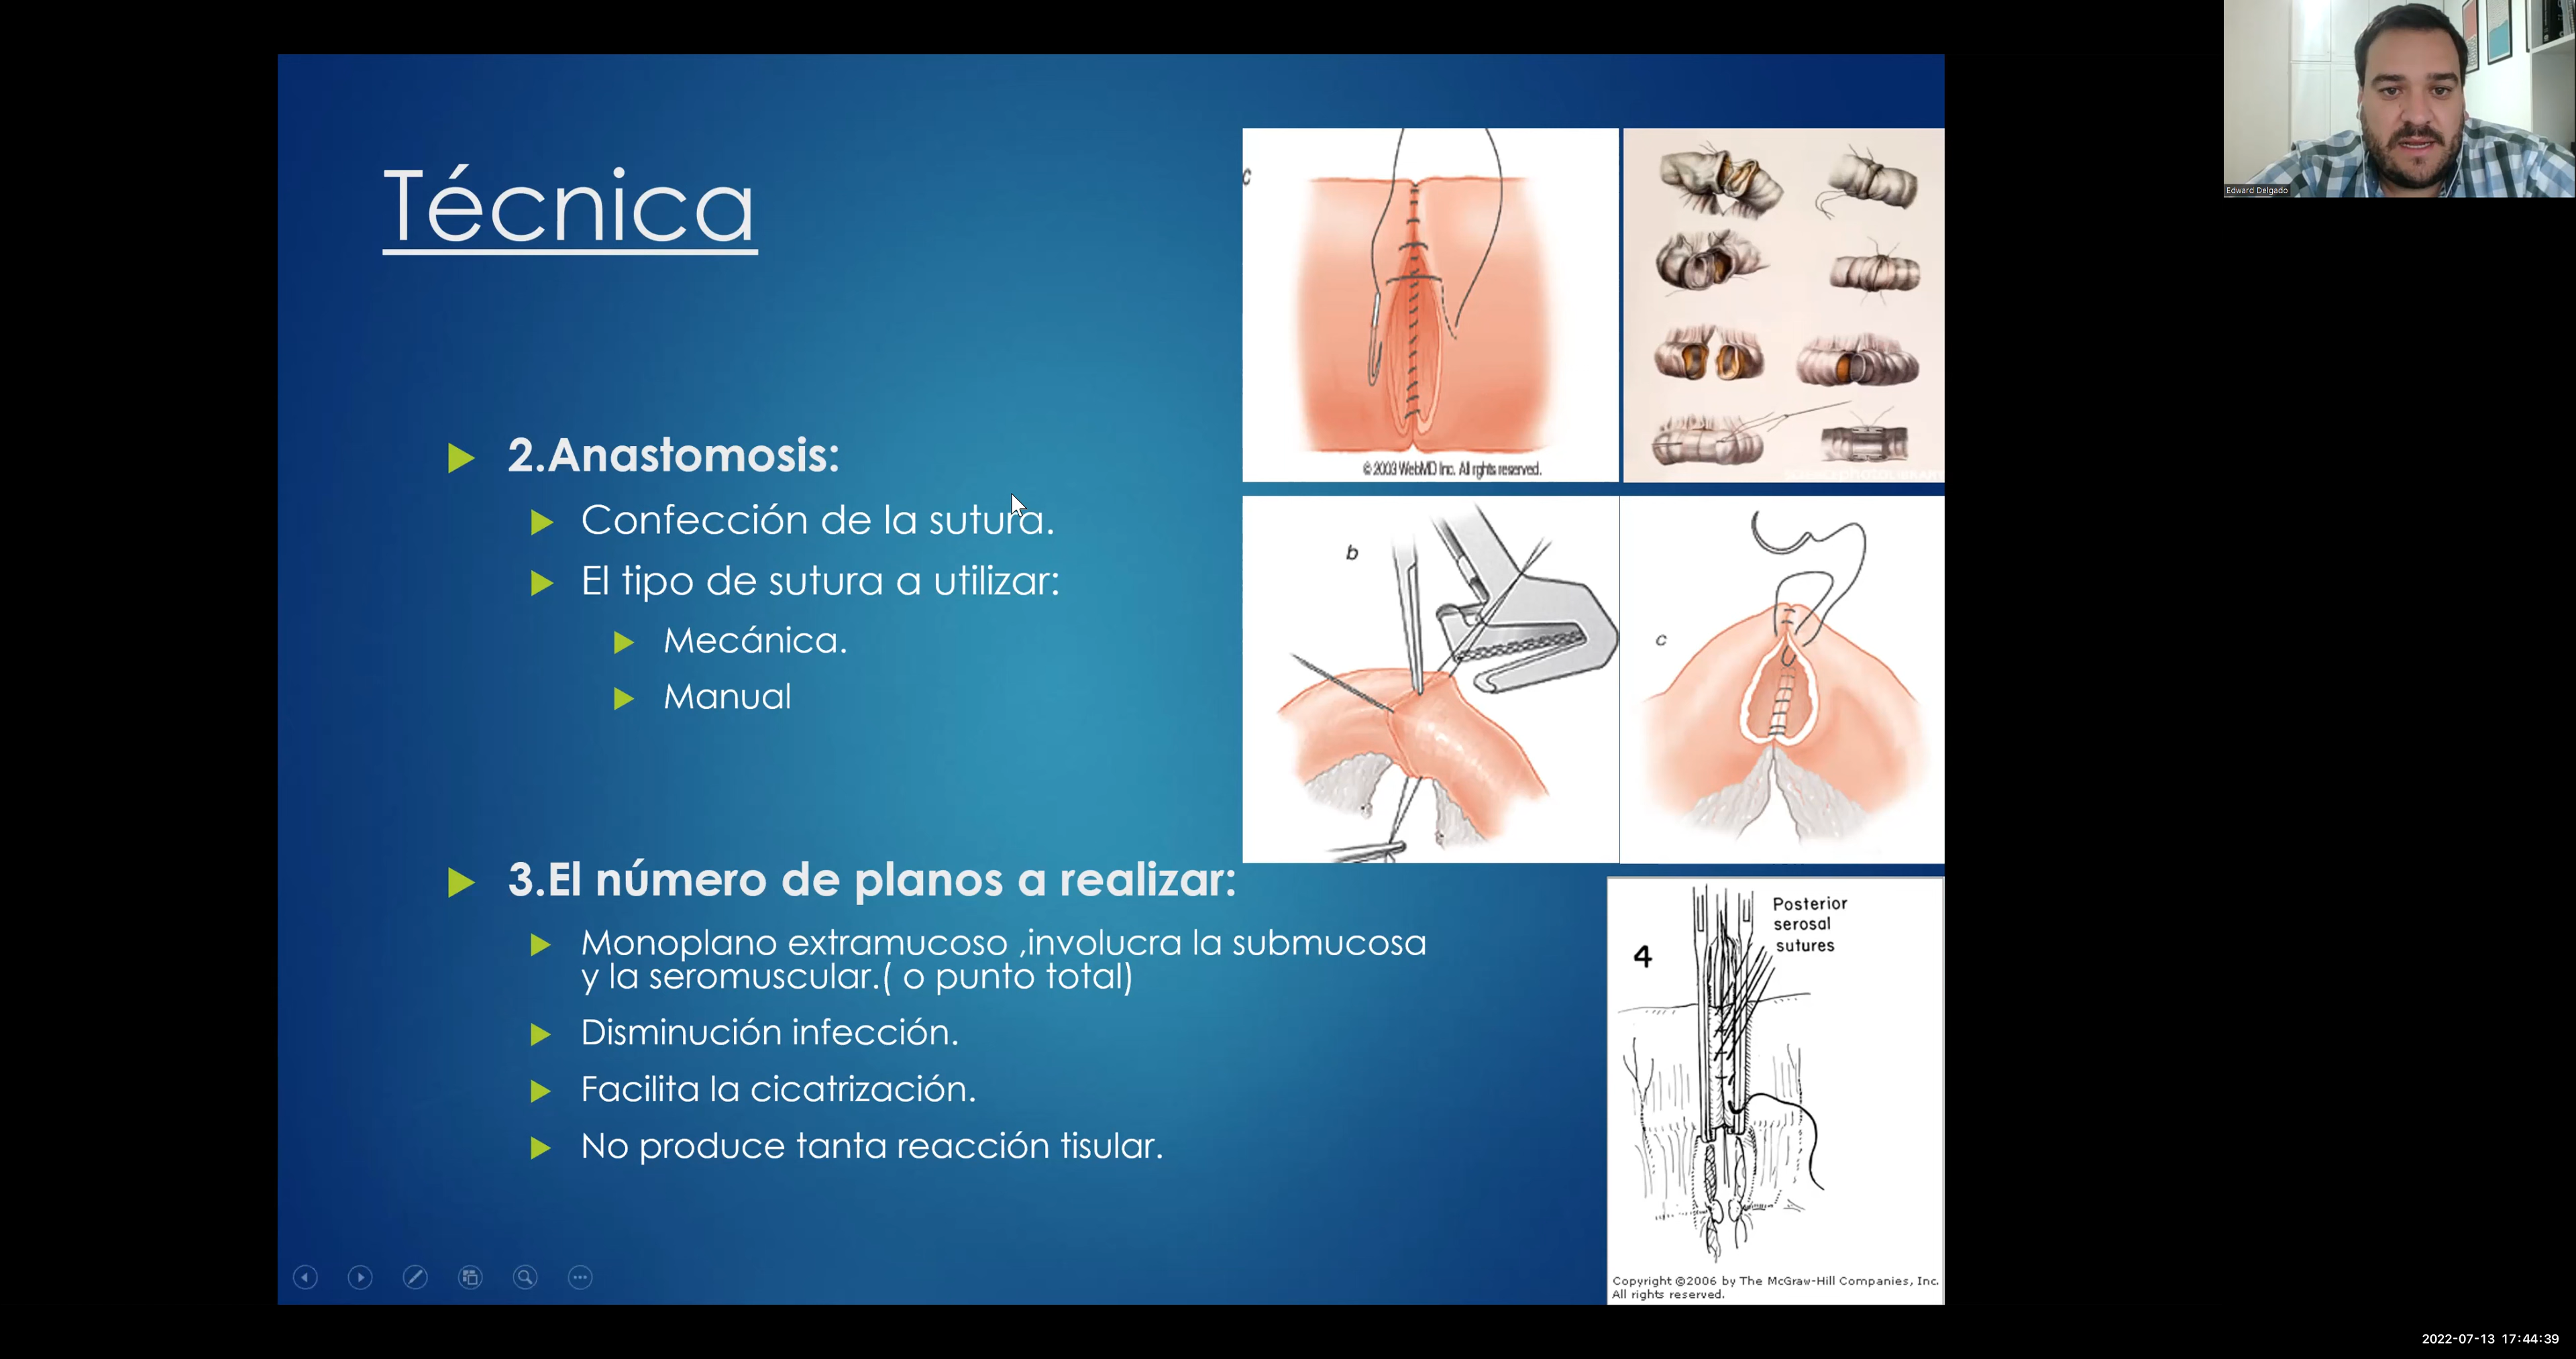 Técnica
2.Anastomosis:
Confección de la sutura.
El tipo de sutura a utilizar:
Mecánica.
Manual
3.El número de planos a realizar:
Monoplano extramucoso ,involucra la submucosa
y la seromuscular.( o punto total)
Disminución infección.
Facilita la cicatrización.
No produce tanta reacción tisular.
c
© 2003 WebMD Inc. All rights reserved.
b
c
4
Posterior
serosal
sutures
Copyright ©2006 by The McGraw-Hill Companies, Inc.
All rights reserved.
Edward Delgado
2022-07-13 17:44:39